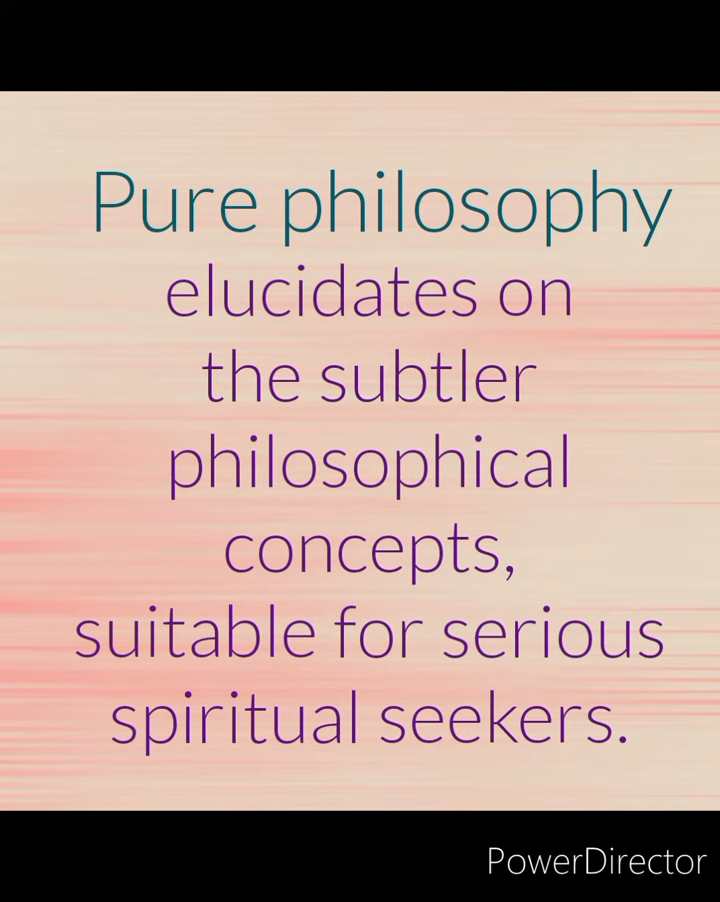 Pure philosophy
elucidates on
the subtler
philosophical
concepts,
suitable for serious
spiritual seekers.
PowerDirector